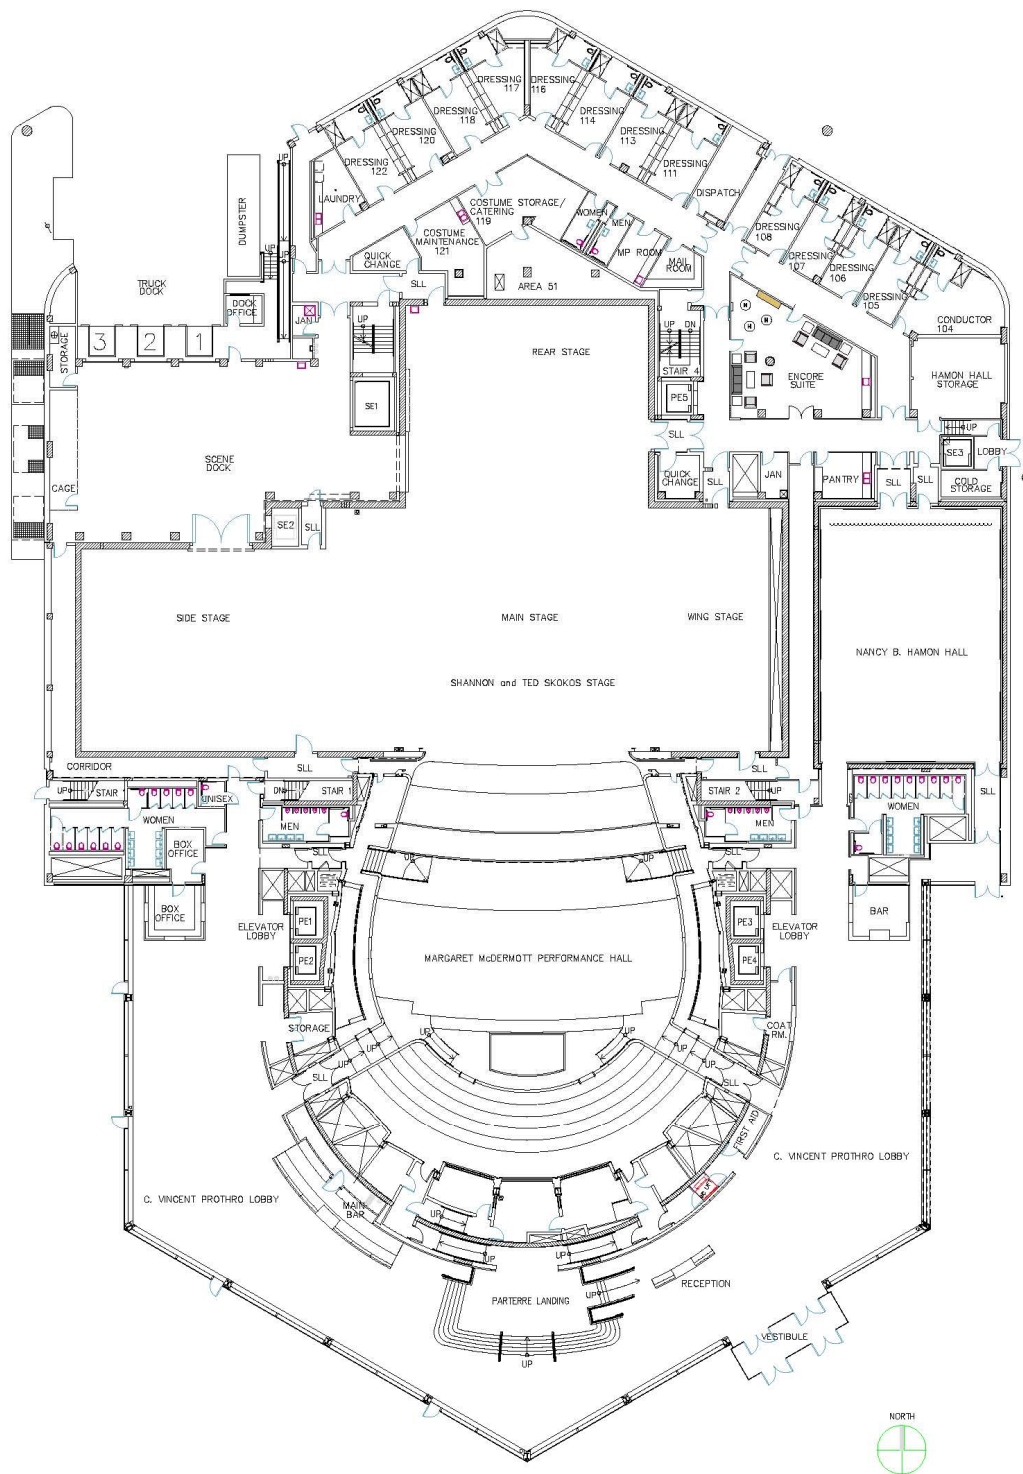 DRESSING
117
DRESSING
116
DRESSING
118
DRESSING
114
DRESSING
120
DRESSING
113
DRESSING
122
DRESSING
111
UP
LAUNDRY
DISPATCH
COSTUME STORAGE/
CATERING
119
WOMEN
MEN
DUMPSTER
COSTUME
MAINTENANCE
121
DRESSING
108
UP
UP
QUICK
CHANGE
MP ROOM
MAIL
ROOM
DRESSING
107
DRESSING
106
TRUCK
DOCK
SLL
AREA 51
DRESSING
105
DOCK
OFFICE
JAN
UP
UP
DN
CONDUCTOR
104
STORAGE
3
2
1
REAR STAGE
STAIR 4
ENCORE
SUITE
HAMON HALL
STORAGE
SE1
PE5
UP
SLL
SE3
LOBBY
SCENE
DOCK
CAGE
QUICK
CHANGE
SLL
JAN
PANTRY
SLL
SLL
COLD
STORAGE
SE2
SLL
SIDE STAGE
MAIN STAGE
WING STAGE
NANCY B. HAMON HALL
SHANNON and TED SKOKOS STAGE
CORRIDOR
SLL
SLL
UP
STAIR
UNISEX
DN
STAIR 1
STAIR 2
UP
SLL
WOMEN
MEN
MEN
WOMEN
BOX
OFFICE
SLL
UP
UP
SLL
BOX
OFFICE
BAR
PE1
PE3
ELEVATOR
LOBBY
ELEVATOR
LOBBY
PE2
PE4
MARGARET McDERMOTT PERFORMANCE HALL
STORAGE
UP
UP
COAT
RM.
UP
UP
UP
UP
SLL
SLL
FIRST AID
C. VINCENT PROTHRO LOBBY
C. VINCENT PROTHRO LOBBY
MAIN
BAR
UP
UP
UP
UP
RECEPTION
PARTERRE LANDING
UP
VESTIBULE
NORTH